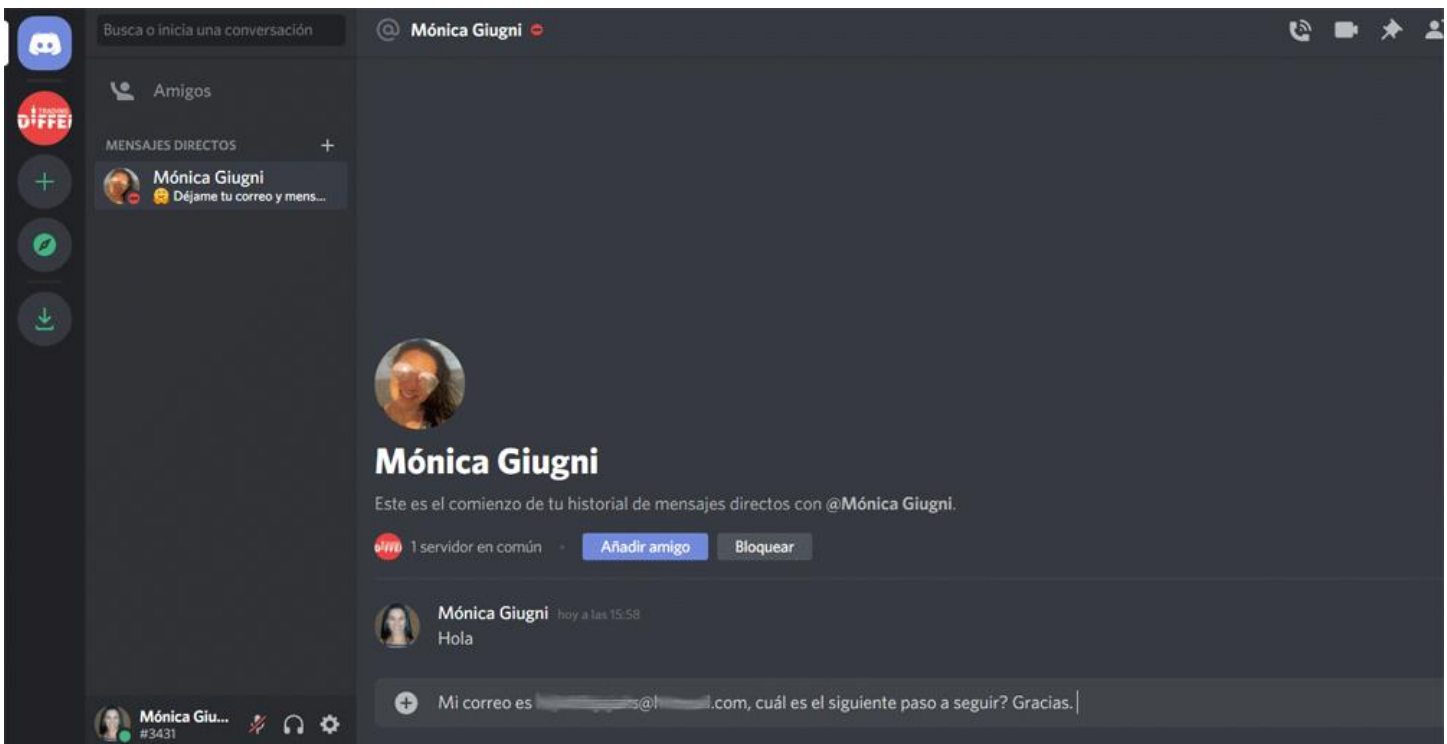 Busca o inicia una conversación
Amigos
MENSAJES DIRECTOS
Mónica Giugni
Déjame tu correo y mens...
Mónica Giu...
#3431
@ Mónica Giugni
Mónica Giugni
Este es el comienzo de tu historial de mensajes directos con @Mónica Giugni.
1 servidor en común
Añadir amigo
Bloquear
Mónica Giugni hoy a las 15:58
Hola
Mi correo es .com, cuál es el siguiente paso a seguir? Gracias.